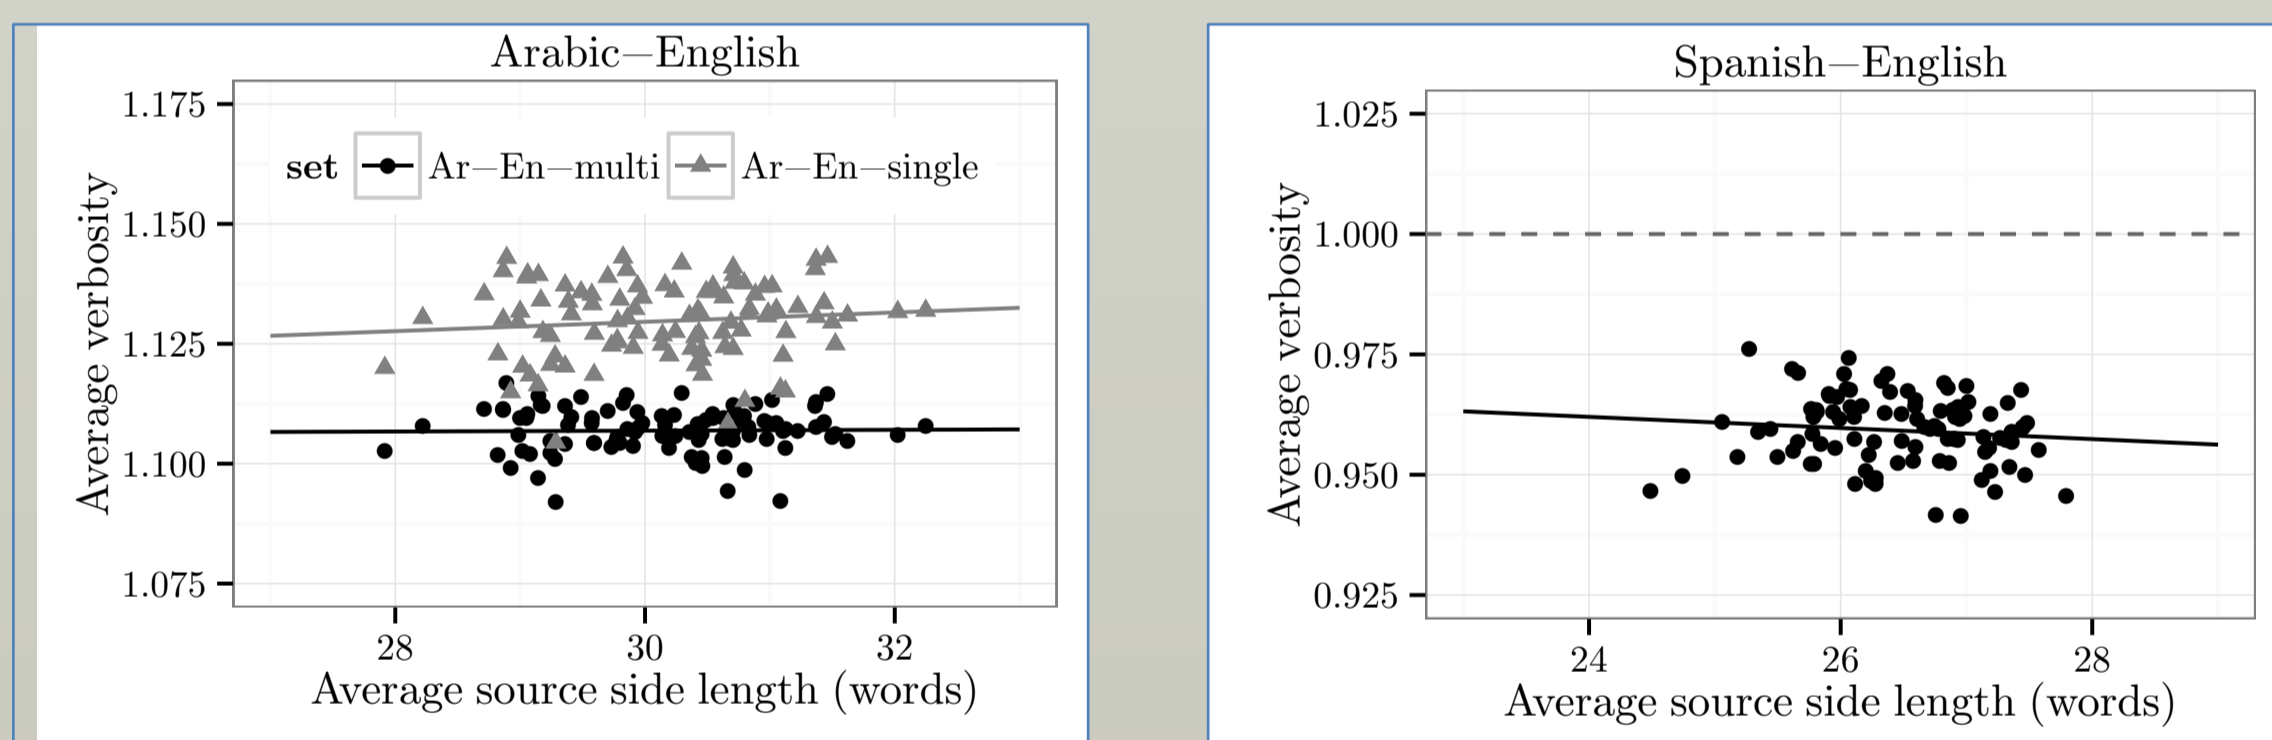 Arabic–English
1.175
set Ar–En–multi Ar–En–single
1.150
1.125
1.100
1.075
Average verbosity
28 30 32
Average source side length (words)
Spanish–English
1.025
1.000
0.975
0.950
0.925
Average verbosity
24 26 28
Average source side length (words)